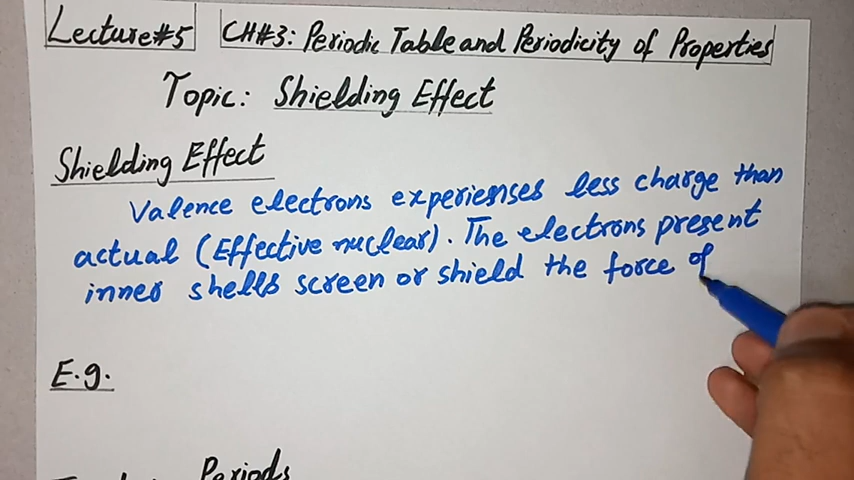 Lecture#5 CH#3: Periodic Table and Periodicity of Properties
Topic: Shielding Effect
Shielding Effect
Valence electrons experienses less charge than
actual (Effective nuclear). The electrons present
inner shells screen or shield the force of
E.g.
Periods